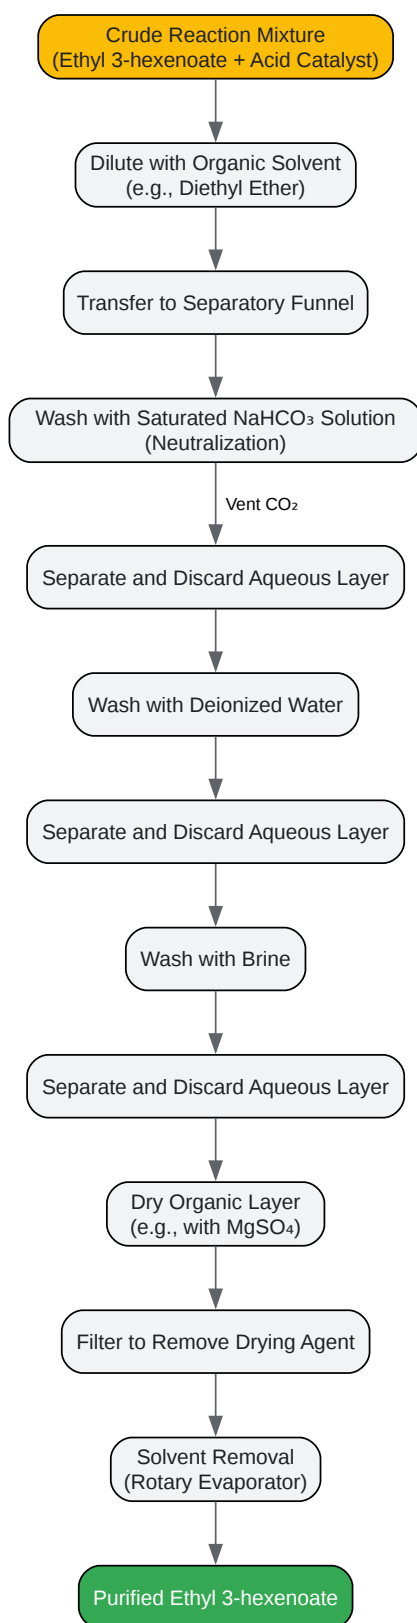 Crude Reaction Mixture
(Ethyl 3-hexenoate + Acid Catalyst)
Dilute with Organic Solvent
(e.g., Diethyl Ether)
Transfer to Separatory Funnel
Wash with Saturated NaHCO₃ Solution
(Neutralization)
Vent CO₂
Separate and Discard Aqueous Layer
Wash with Deionized Water
Separate and Discard Aqueous Layer
Wash with Brine
Separate and Discard Aqueous Layer
Dry Organic Layer
(e.g., with MgSO₄)
Filter to Remove Drying Agent
Solvent Removal
(Rotary Evaporator)
Purified Ethyl 3-hexenoate